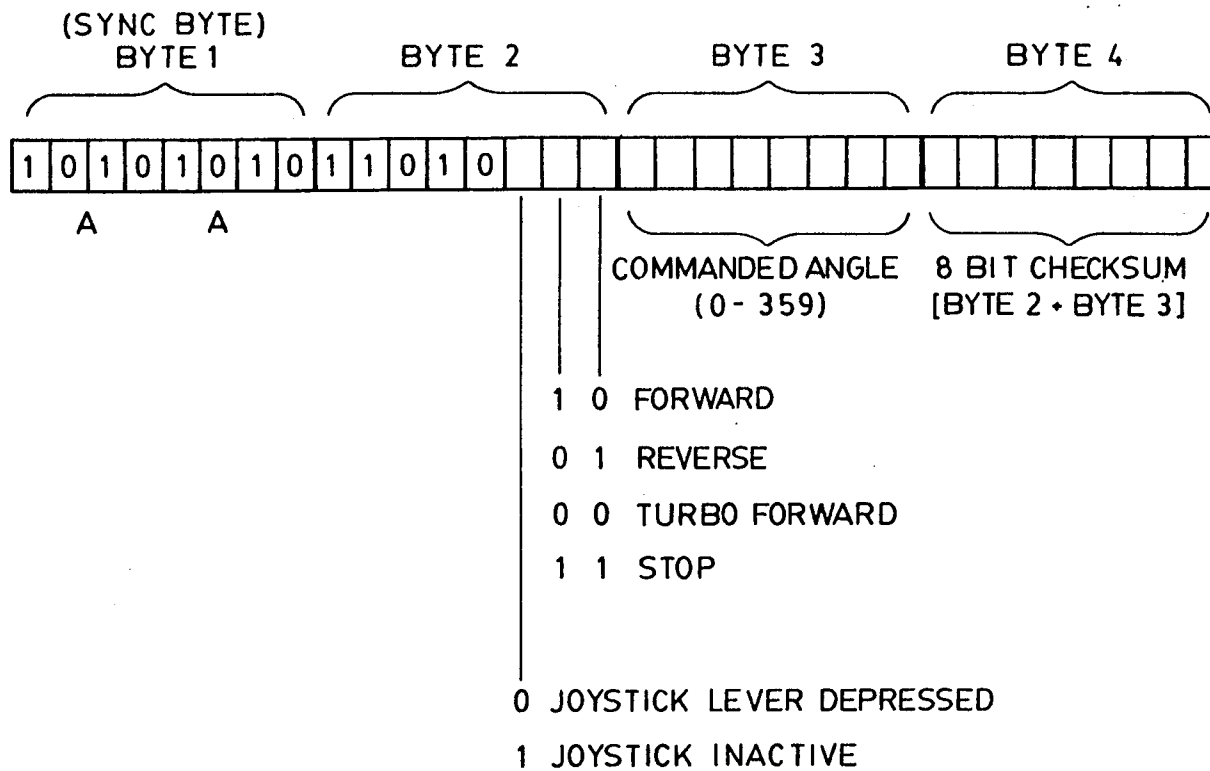 (SYNC BYTE)
BYTE 1 BYTE 2 BYTE 3 BYTE 4
1 0 1 0 1 0 1 0 1 1 0 1 0
A A
COMMANDED ANGLE 8 BIT CHECKSUM
(0 - 359) [BYTE 2 + BYTE 3]
1 0 FORWARD
0 1 REVERSE
0 0 TURBO FORWARD
1 1 STOP
0 JOYSTICK LEVER DEPRESSED
1 JOYSTICK INACTIVE